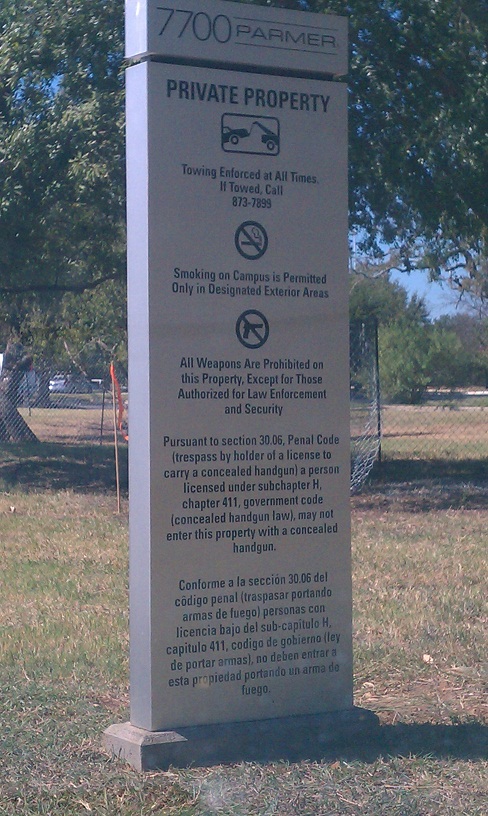 7700 PARMER
PRIVATE PROPERTY
Towing Enforced at All Times.
If Towed, Call
873-7899
Smoking on Campus is Permitted
Only in Designated Exterior Areas
All Weapons Are Prohibited on
this Property, Except for Those
Authorized for Law Enforcement
and Security
Pursuant to section 30.06, Penal Code
(trespass by holder of a license to
carry a concealed handgun) a person
licensed under subchapter H,
chapter 411, government code
(concealed handgun law), may not
enter this property with a concealed
handgun.
Conforme a la sección 30.06 del
código penal (traspasar portando
armas de fuego) personas con
licencia bajo del sub-capitulo H,
capitulo 411, codigo de gobierno (ley
de portar armas), no deben entrar a
esta propiedad portando un arma de
fuego.